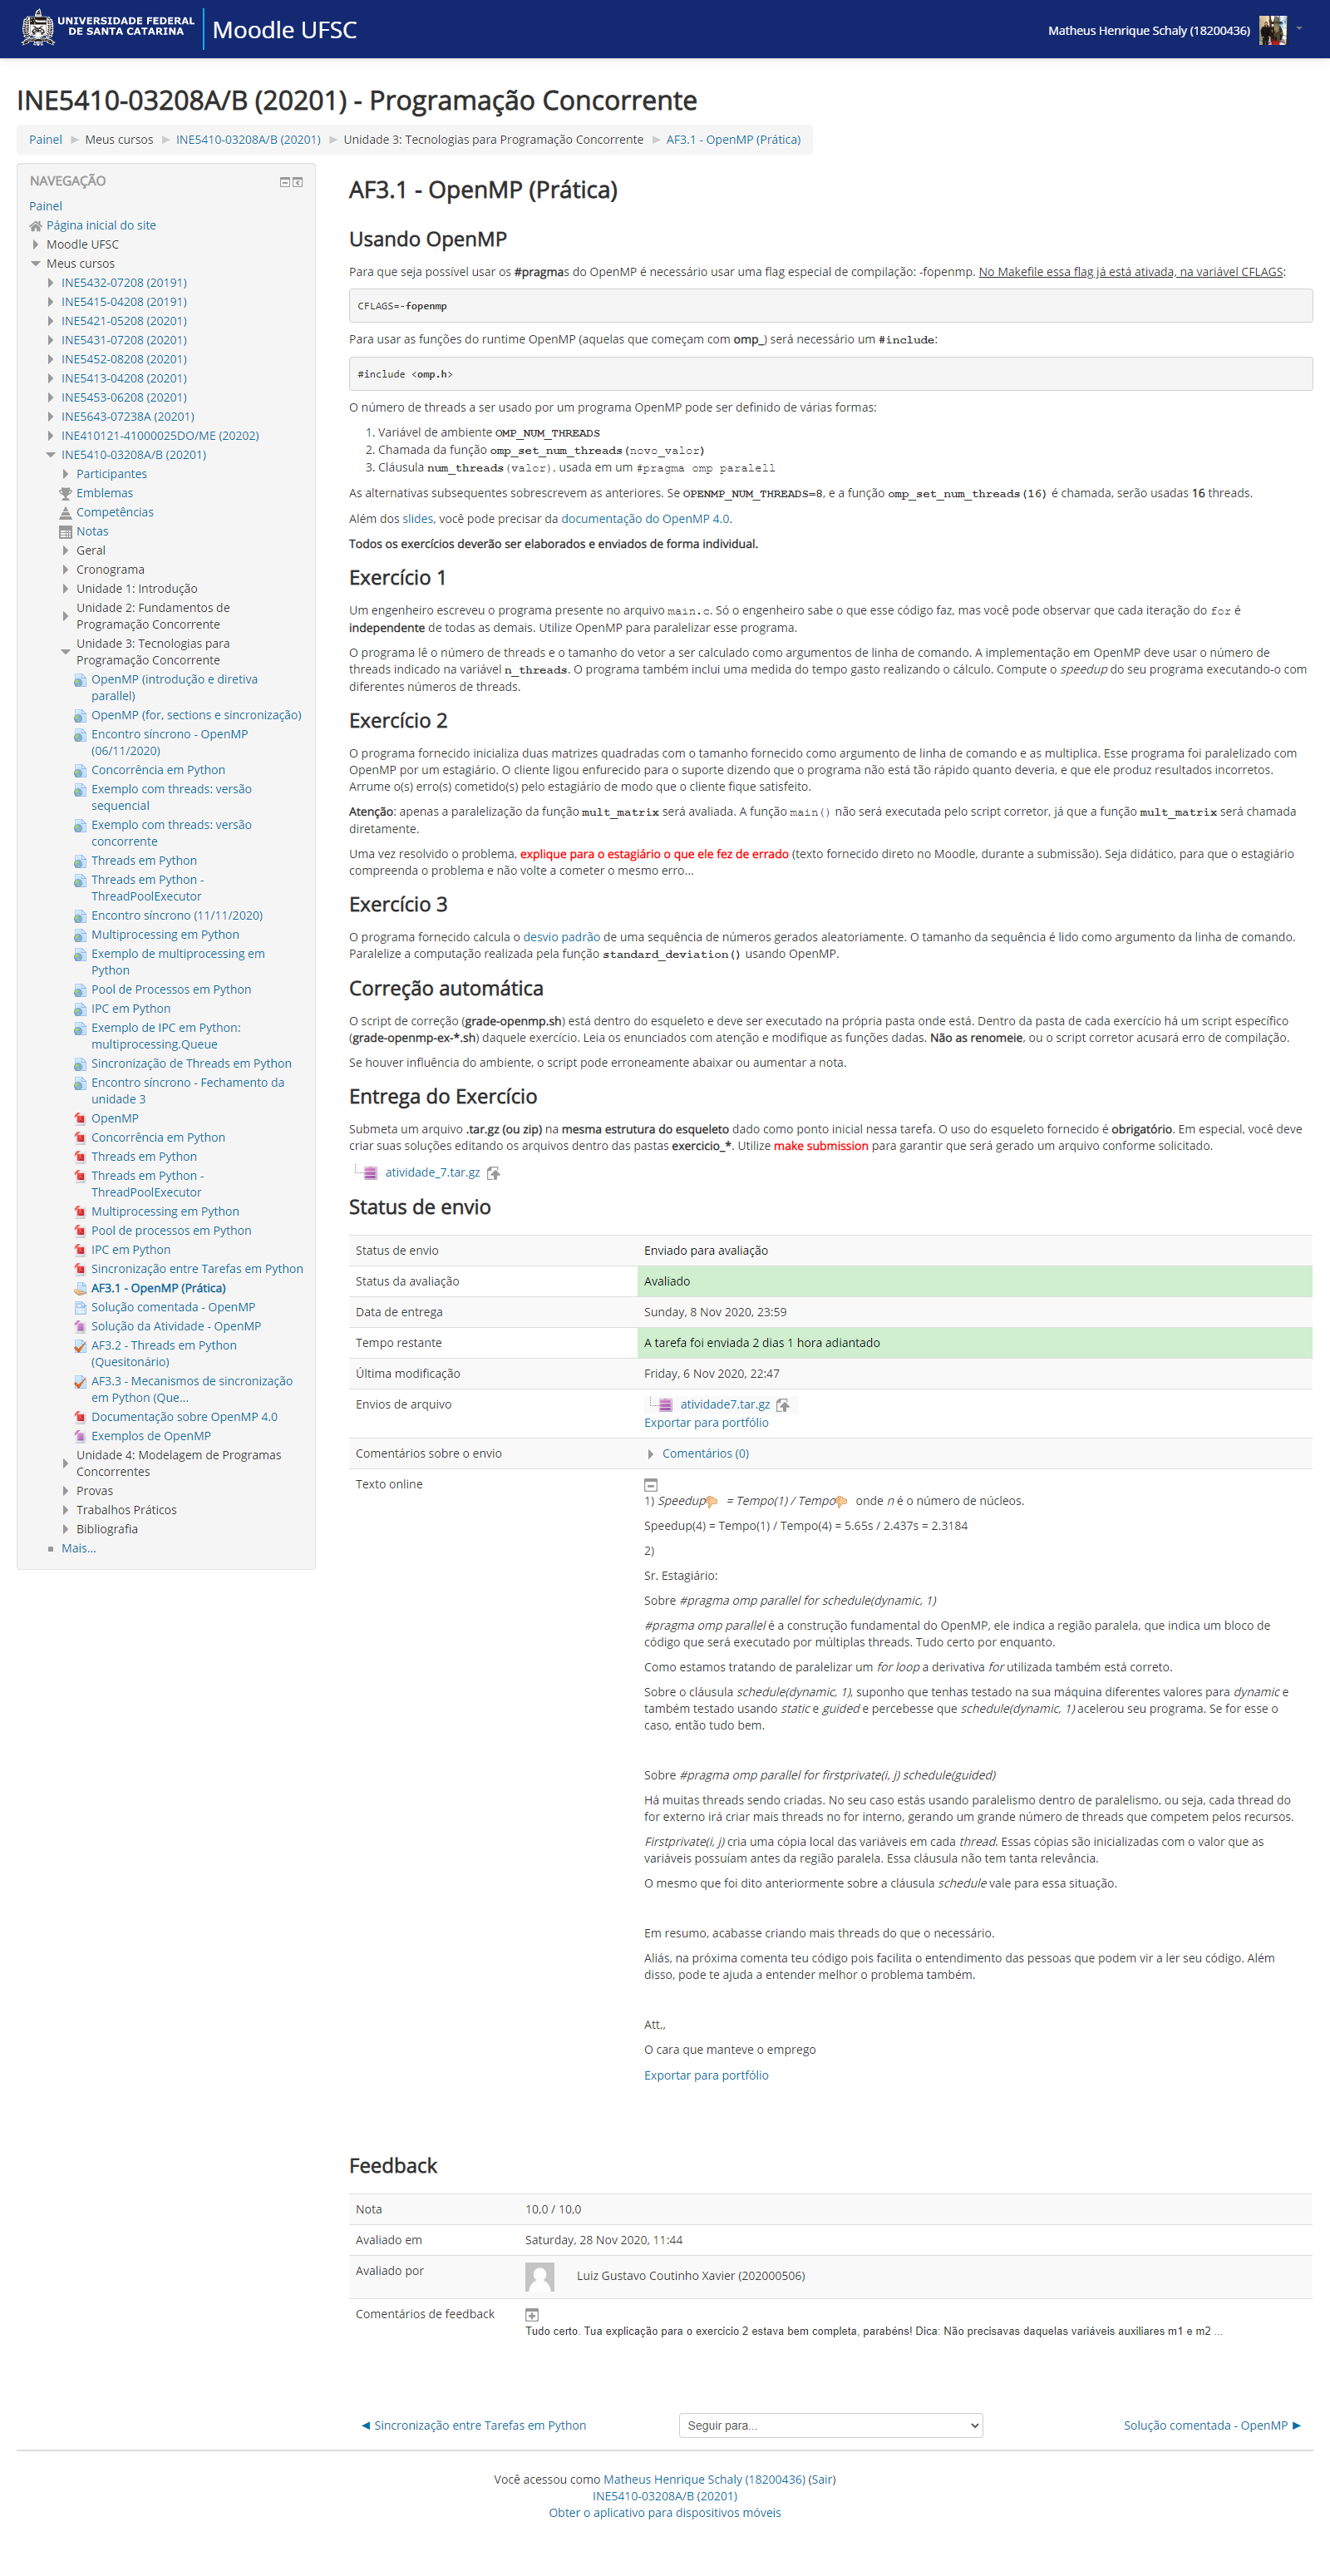 UNIVERSIDADE FEDERAL
DE SANTA CATARINA
Moodle UFSC
Matheus Henrique Schaly (18200436)
INE5410-03208A/B (20201) - Programação Concorrente
Painel ► Meus cursos ► INE5410-03208A/B (20201) ► Unidade 3: Tecnologias para Programação Concorrente ► AF3.1 - OpenMP (Prática)
NAVEGAÇÃO
Painel
Página inicial do site
Moodle UFSC
Meus cursos
INE5432-07208 (20191)
INE5415-04208 (20191)
INE5421-05208 (20201)
INE5431-07208 (20201)
INE5452-08208 (20201)
INE5413-04208 (20201)
INE5453-06208 (20201)
INE5643-07238A (20201)
INE410121-41000025DO/ME (20202)
INE5410-03208A/B (20201)
Participantes
Emblemas
Competências
Notas
Geral
Cronograma
Unidade 1: Introdução
Unidade 2: Fundamentos de
Programação Concorrente
Unidade 3: Tecnologias para
Programação Concorrente
OpenMP (introdução e diretiva
parallel)
OpenMP (for, sections e sincronização)
Encontro síncrono - OpenMP
(06/11/2020)
Concorrência em Python
Exemplo com threads: versão
sequencial
Exemplo com threads: versão
concorrente
Threads em Python
Threads em Python -
ThreadPoolExecutor
Encontro síncrono (11/11/2020)
Multiprocessing em Python
Exemplo de multiprocessing em
Python
Pool de Processos em Python
IPC em Python
Exemplo de IPC em Python:
multiprocessing.Queue
Sincronização de Threads em Python
Encontro síncrono - Fechamento da
unidade 3
OpenMP
Concorrência em Python
Threads em Python
Threads em Python -
ThreadPoolExecutor
Multiprocessing em Python
Pool de processos em Python
IPC em Python
Sincronização entre Tarefas em Python
AF3.1 - OpenMP (Prática)
Solução comentada - OpenMP
Solução da Atividade - OpenMP
AF3.2 - Threads em Python
(Quesitonário)
AF3.3 - Mecanismos de sincronização
em Python (Que...
Documentação sobre OpenMP 4.0
Exemplos de OpenMP
Unidade 4: Modelagem de Programas
Concorrentes
Provas
Trabalhos Práticos
Bibliografia
Mais...
AF3.1 - OpenMP (Prática)
Usando OpenMP
Para que seja possível usar os #pragmas do OpenMP é necessário usar uma flag especial de compilação: -fopenmp. No Makefile essa flag já está ativada, na variável CFLAGS:
CFLAGS=-fopenmp
Para usar as funções do runtime OpenMP (aquelas que começam com omp_) será necessário um #include:
#include <omp.h>
O número de threads a ser usado por um programa OpenMP pode ser definido de várias formas:
1. Variável de ambiente OMP_NUM_THREADS
2. Chamada da função omp_set_num_threads(novo_valor)
3. Cláusula num_threads(valor), usada em um #pragma omp paralell
As alternativas subsequentes sobrescrevem as anteriores. Se OPENMP_NUM_THREADS=8, e a função omp_set_num_threads(16) é chamada, serão usadas 16 threads.
Além dos slides, você pode precisar da documentação do OpenMP 4.0.
Todos os exercícios deverão ser elaborados e enviados de forma individual.
Exercício 1
Um engenheiro escreveu o programa presente no arquivo main.c. Só o engenheiro sabe o que esse código faz, mas você pode observar que cada iteração do for é
independente de todas as demais. Utilize OpenMP para paralelizar esse programa.
O programa lê o número de threads e o tamanho do vetor a ser calculado como argumentos de linha de comando. A implementação em OpenMP deve usar o número de
threads indicado na variável n_threads. O programa também inclui uma medida do tempo gasto realizando o cálculo. Compute o speedup do seu programa executando-o com
diferentes números de threads.
Exercício 2
O programa fornecido inicializa duas matrizes quadradas com o tamanho fornecido como argumento de linha de comando e as multiplica. Esse programa foi paralelizado com
OpenMP por um estagiário. O cliente ligou enfurecido para o suporte dizendo que o programa não está tão rápido quanto deveria, e que ele produz resultados incorretos.
Arrume o(s) erro(s) cometido(s) pelo estagiário de modo que o cliente fique satisfeito.
Atenção: apenas a paralelização da função mult_matrix será avaliada. A função main() não será executada pelo script corretor, já que a função mult_matrix será chamada
diretamente.
Uma vez resolvido o problema, explique para o estagiário o que ele fez de errado (texto fornecido direto no Moodle, durante a submissão). Seja didático, para que o estagiário
compreenda o problema e não volte a cometer o mesmo erro...
Exercício 3
O programa fornecido calcula o desvio padrão de uma sequência de números gerados aleatoriamente. O tamanho da sequência é lido como argumento da linha de comando.
Paralelize a computação realizada pela função standard_deviation() usando OpenMP.
Correção automática
O script de correção (grade-openmp.sh) está dentro do esqueleto e deve ser executado na própria pasta onde está. Dentro da pasta de cada exercício há um script específico
(grade-openmp-ex-*.sh) daquele exercício. Leia os enunciados com atenção e modifique as funções dadas. Não as renomeie, ou o script corretor acusará erro de compilação.
Se houver influência do ambiente, o script pode erroneamente abaixar ou aumentar a nota.
Entrega do Exercício
Submeta um arquivo .tar.gz (ou zip) na mesma estrutura do esqueleto dado como ponto inicial nessa tarefa. O uso do esqueleto fornecido é obrigatório. Em especial, você deve
criar suas soluções editando os arquivos dentro das pastas exercicio_*. Utilize make submission para garantir que será gerado um arquivo conforme solicitado.
atividade_7.tar.gz
Status de envio
Status de envio Enviado para avaliação
Status da avaliação Avaliado
Data de entrega Sunday, 8 Nov 2020, 23:59
Tempo restante A tarefa foi enviada 2 dias 1 hora adiantado
Última modificação Friday, 6 Nov 2020, 22:47
Envios de arquivo atividade7.tar.gz
Exportar para portfólio
Comentários sobre o envio Comentários (0)
Texto online
1) Speedup = Tempo(1) / Tempo onde n é o número de núcleos.
Speedup(4) = Tempo(1) / Tempo(4) = 5.65s / 2.437s = 2.3184
2)
Sr. Estagiário:
Sobre #pragma omp parallel for schedule(dynamic, 1)
#pragma omp parallel é a construção fundamental do OpenMP, ele indica a região paralela, que indica um bloco de
código que será executado por múltiplas threads. Tudo certo por enquanto.
Como estamos tratando de paralelizar um for loop a derivativa for utilizada também está correto.
Sobre o cláusula schedule(dynamic, 1), suponho que tenhas testado na sua máquina diferentes valores para dynamic e
também testado usando static e guided e percebesse que schedule(dynamic, 1) acelerou seu programa. Se for esse o
caso, então tudo bem.
Sobre #pragma omp parallel for firstprivate(i, j) schedule(guided)
Há muitas threads sendo criadas. No seu caso estás usando paralelismo dentro de paralelismo, ou seja, cada thread do
for externo irá criar mais threads no for interno, gerando um grande número de threads que competem pelos recursos.
Firstprivate(i, j) cria uma cópia local das variáveis em cada thread. Essas cópias são inicializadas com o valor que as
variáveis possuíam antes da região paralela. Essa cláusula não tem tanta relevância.
O mesmo que foi dito anteriormente sobre a cláusula schedule vale para essa situação.
Em resumo, acabasse criando mais threads do que o necessário.
Aliás, na próxima comenta teu código pois facilita o entendimento das pessoas que podem vir a ler seu código. Além
disso, pode te ajuda a entender melhor o problema também.
Att.,
O cara que manteve o emprego
Exportar para portfólio
Feedback
Nota 10,0 / 10,0
Avaliado em Saturday, 28 Nov 2020, 11:44
Avaliado por Luiz Gustavo Coutinho Xavier (202000506)
Comentários de feedback
Tudo certo. Tua explicação para o exercicio 2 estava bem completa, parabéns! Dica: Não precisavas daquelas variáveis auxiliares m1 e m2 ...
◄ Sincronização entre Tarefas em Python
Seguir para...
Solução comentada - OpenMP ►
Você acessou como Matheus Henrique Schaly (18200436) (Sair)
INE5410-03208A/B (20201)
Obter o aplicativo para dispositivos móveis